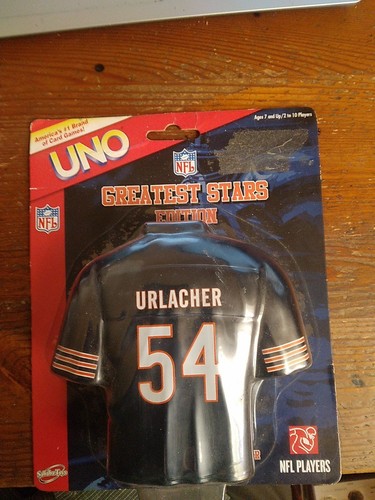 America's #1 Brand
of Card Games!
Ages 7 and Up/2 to 10 Players
UNO
NFL
GREATEST STARS
EDITION
NFL
URLACHER
54
NFL PLAYERS